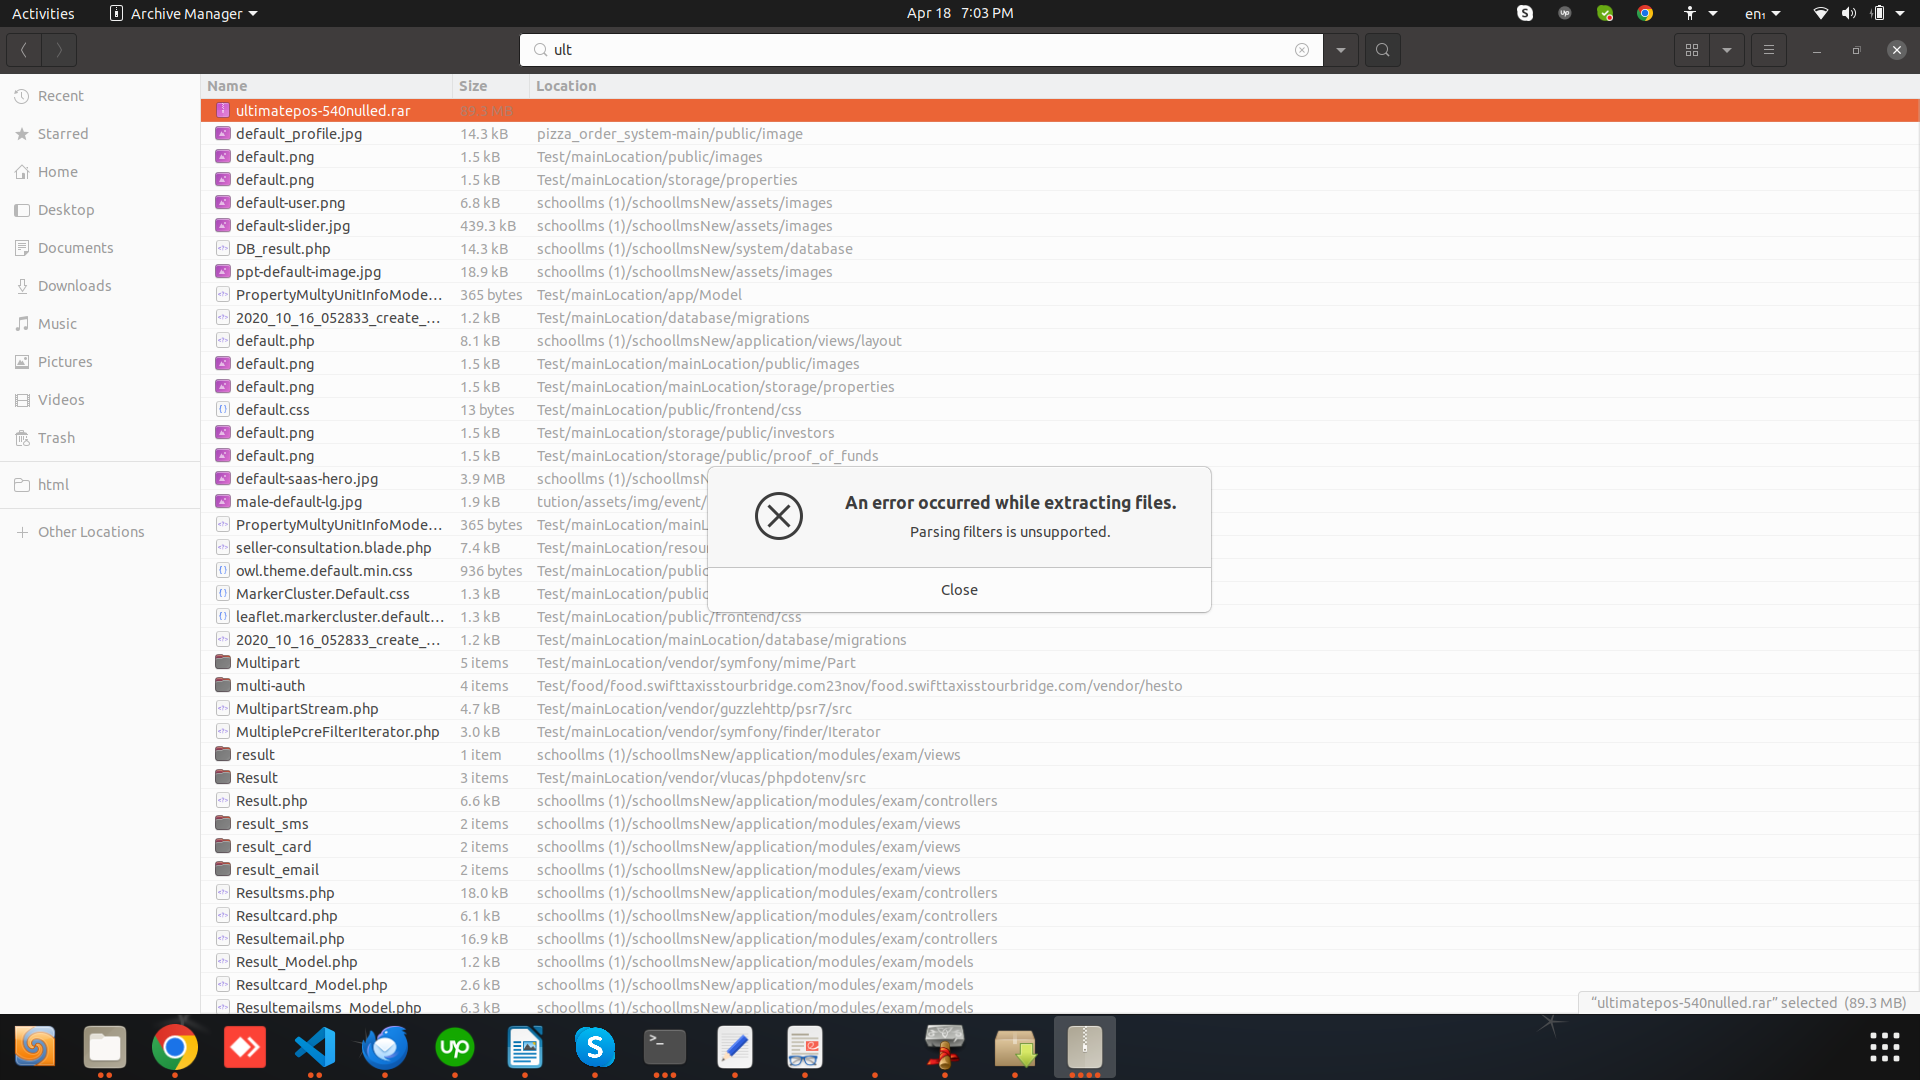 Activities Archive Manager Apr 18 7:03 PM en₁
ult
Name Size Location
Recent
Starred
Home
Desktop
Documents
Downloads
Music
Pictures
Videos
Trash
html
Other Locations
ultimatepos-540nulled.rar 89.3 MB
default_profile.jpg 14.3 kB pizza_order_system-main/public/image
default.png 1.5 kB Test/mainLocation/public/images
default.png 1.5 kB Test/mainLocation/storage/properties
default-user.png 6.8 kB schoollms (1)/schoollmsNew/assets/images
default-slider.jpg 439.3 kB schoollms (1)/schoollmsNew/assets/images
DB_result.php 14.3 kB schoollms (1)/schoollmsNew/system/database
ppt-default-image.jpg 18.9 kB schoollms (1)/schoollmsNew/assets/images
PropertyMultyUnitInfoMode… 365 bytes Test/mainLocation/app/Model
2020_10_16_052833_create_… 1.2 kB Test/mainLocation/database/migrations
default.php 8.1 kB schoollms (1)/schoollmsNew/application/views/layout
default.png 1.5 kB Test/mainLocation/mainLocation/public/images
default.png 1.5 kB Test/mainLocation/mainLocation/storage/properties
default.css 13 bytes Test/mainLocation/public/frontend/css
default.png 1.5 kB Test/mainLocation/storage/public/investors
default.png 1.5 kB Test/mainLocation/storage/public/proof_of_funds
default-saas-hero.jpg 3.9 MB schoollms (1)/schoollmsN
male-default-lg.jpg 1.9 kB tution/assets/img/event/
PropertyMultyUnitInfoMode… 365 bytes Test/mainLocation/mainL
seller-consultation.blade.php 7.4 kB Test/mainLocation/resou
owl.theme.default.min.css 936 bytes Test/mainLocation/public
MarkerCluster.Default.css 1.3 kB Test/mainLocation/public
leaflet.markercluster.default… 1.3 kB Test/mainLocation/public/frontend/css
2020_10_16_052833_create_… 1.2 kB Test/mainLocation/mainLocation/database/migrations
Multipart 5 items Test/mainLocation/vendor/symfony/mime/Part
multi-auth 4 items Test/food/food.swifttaxisstourbridge.com23nov/food.swifttaxisstourbridge.com/vendor/hesto
MultipartStream.php 4.7 kB Test/mainLocation/vendor/guzzlehttp/psr7/src
MultiplePcreFilterIterator.php 3.0 kB Test/mainLocation/vendor/symfony/finder/Iterator
result 1 item schoollms (1)/schoollmsNew/application/modules/exam/views
Result 3 items Test/mainLocation/vendor/vlucas/phpdotenv/src
Result.php 6.6 kB schoollms (1)/schoollmsNew/application/modules/exam/controllers
result_sms 2 items schoollms (1)/schoollmsNew/application/modules/exam/views
result_card 2 items schoollms (1)/schoollmsNew/application/modules/exam/views
result_email 2 items schoollms (1)/schoollmsNew/application/modules/exam/views
Resultsms.php 18.0 kB schoollms (1)/schoollmsNew/application/modules/exam/controllers
Resultcard.php 6.1 kB schoollms (1)/schoollmsNew/application/modules/exam/controllers
Resultemail.php 16.9 kB schoollms (1)/schoollmsNew/application/modules/exam/controllers
Result_Model.php 1.2 kB schoollms (1)/schoollmsNew/application/modules/exam/models
Resultcard_Model.php 2.6 kB schoollms (1)/schoollmsNew/application/modules/exam/models
Resultemailsms_Model.php 6.3 kB schoollms (1)/schoollmsNew/application/modules/exam/models
An error occurred while extracting files.
Parsing filters is unsupported.
Close
“ultimatepos-540nulled.rar” selected (89.3 MB)